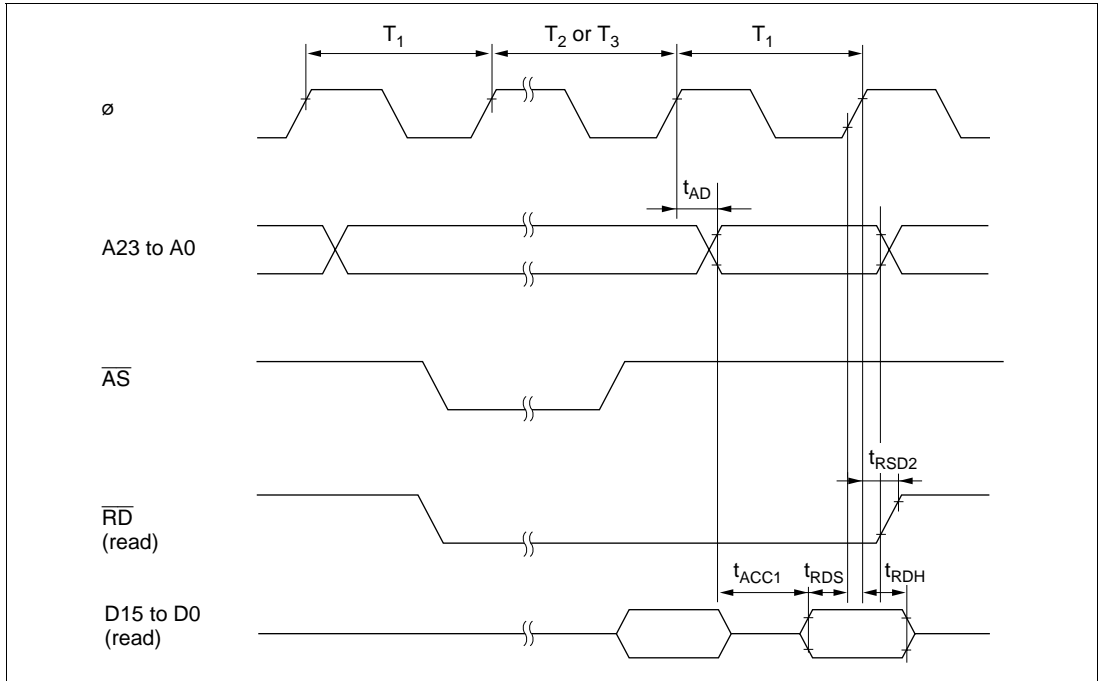 T1
T2 or T3
T1
ø
tAD
A23 to A0
AS
tRSD2
RD
(read)
tACC1
tRDS
tRDH
D15 to D0
(read)